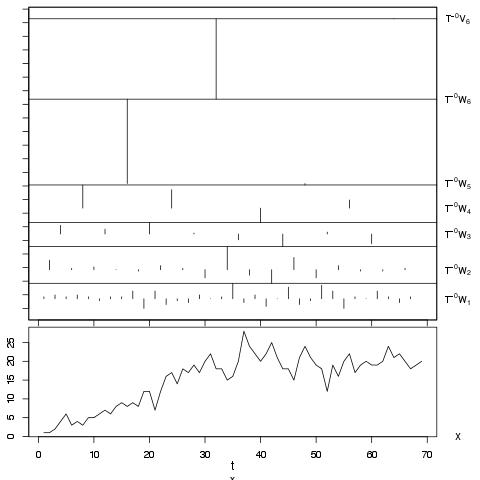 T⁻⁰V₆
T⁻⁰W₆
T⁻⁰W₅
T⁻⁰W₄
T⁻⁰W₃
T⁻⁰W₂
T⁻⁰W₁
25
20
15
10
5
0
X
0 10 20 30 40 50 60 70
t
x